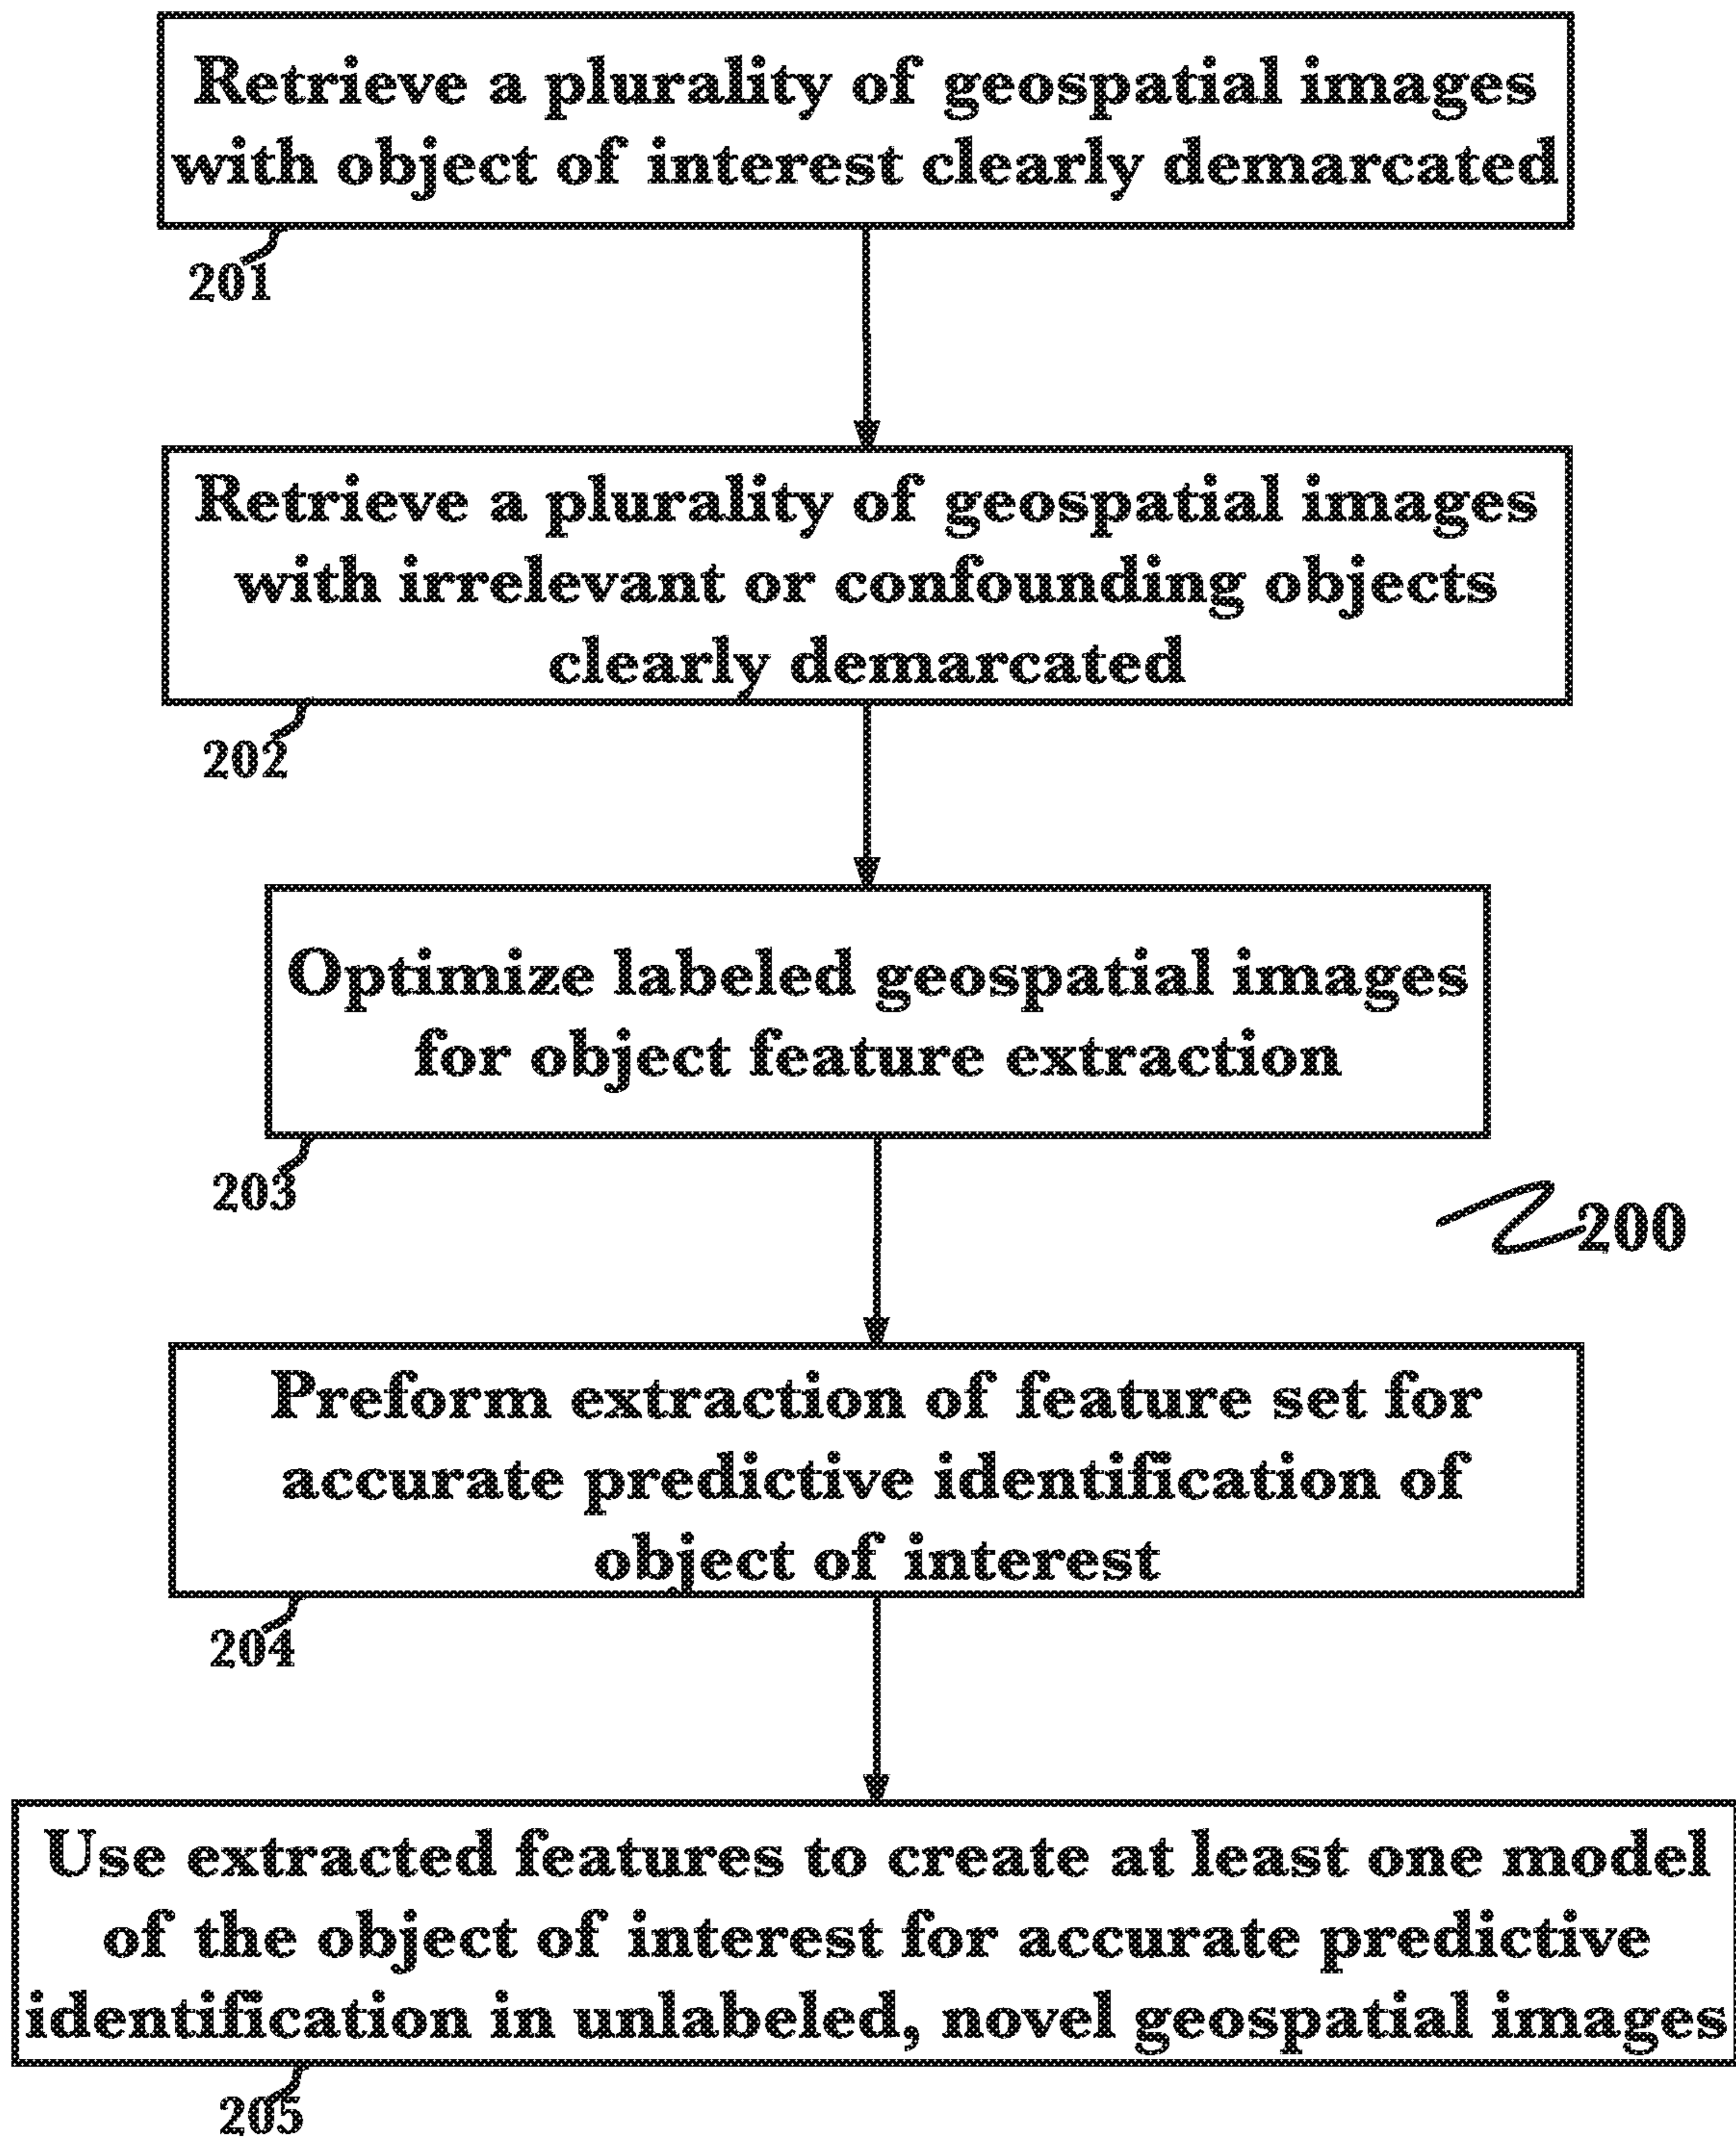 Retrieve a plurality of geospatial images
with object of interest clearly demarcated
201
Retrieve a plurality of geospatial images
with irrelevant or confounding objects
clearly demarcated
202
Optimize labeled geospatial images
for object feature extraction
203
200
Preform extraction of feature set for
accurate predictive identification of
object of interest
204
Use extracted features to create at least one model
of the object of interest for accurate predictive
identification in unlabeled, novel geospatial images
205